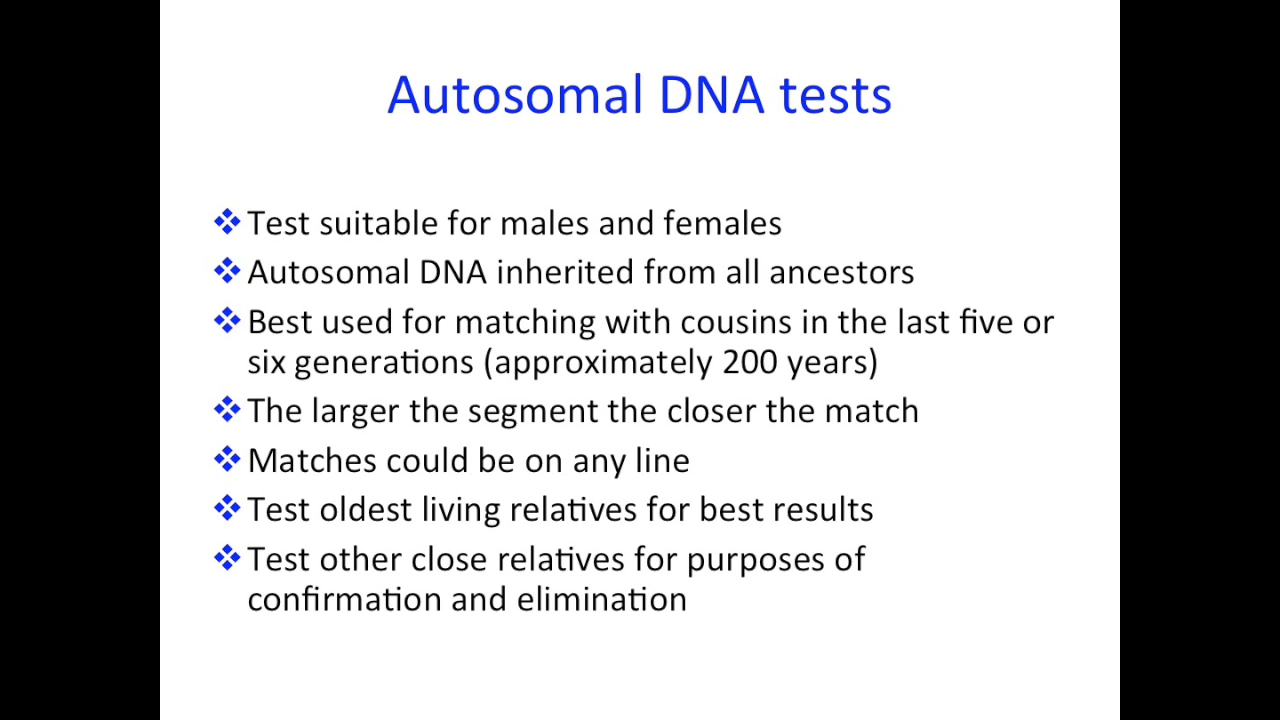 Autosomal DNA tests
❖ Test suitable for males and females
❖ Autosomal DNA inherited from all ancestors
❖ Best used for matching with cousins in the last five or
six generations (approximately 200 years)
❖ The larger the segment the closer the match
❖ Matches could be on any line
❖ Test oldest living relatives for best results
❖ Test other close relatives for purposes of
confirmation and elimination